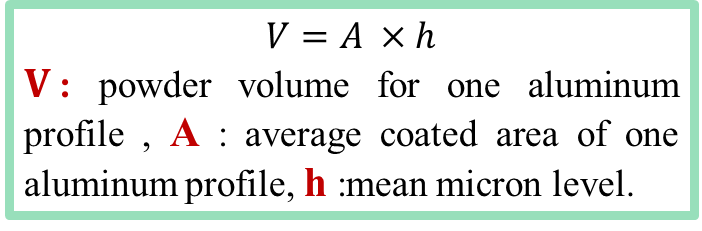 V = A × h
V : powder volume for one aluminum
profile , A : average coated area of one
aluminum profile, h :mean micron level.